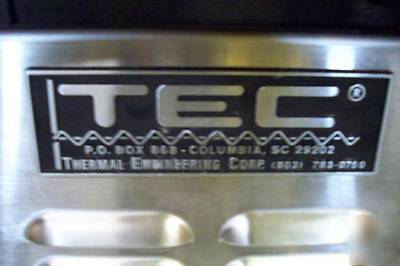 TEC®
P.O. BOX 868-COLUMBIA, SC 29202
THERMAL ENGINEERING CORP. (803) 783-0750